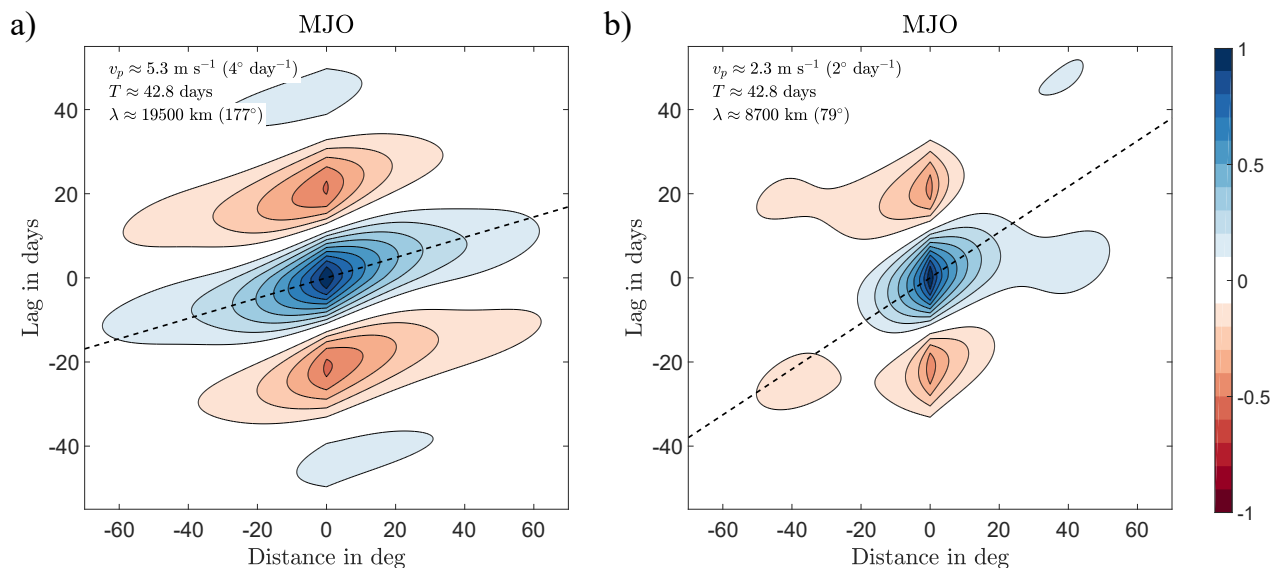 a)
MJO
v_p ≈ 5.3 m s⁻¹ (4° day⁻¹)
T ≈ 42.8 days
λ ≈ 19500 km (177°)
40
20
0
-20
-40
Lag in days
-60
-40
-20
0
20
40
60
Distance in deg
b)
MJO
v_p ≈ 2.3 m s⁻¹ (2° day⁻¹)
T ≈ 42.8 days
λ ≈ 8700 km (79°)
40
20
0
-20
-40
Lag in days
-60
-40
-20
0
20
40
60
Distance in deg
1
0.5
0
-0.5
-1